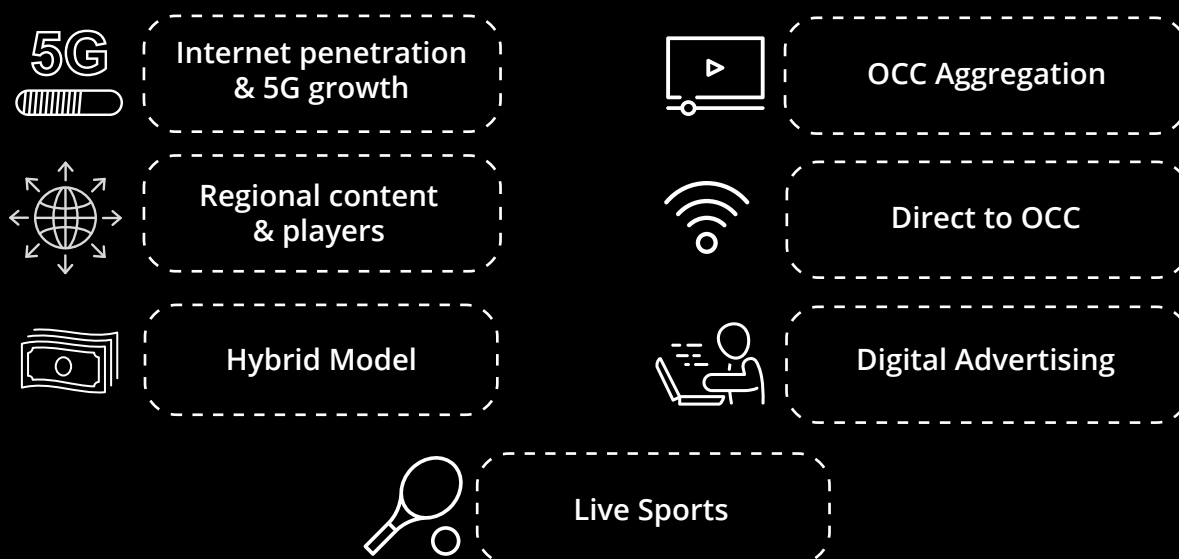 5G
Internet penetration
& 5G growth
OCC Aggregation
Regional content
& players
Direct to OCC
Hybrid Model
Digital Advertising
Live Sports